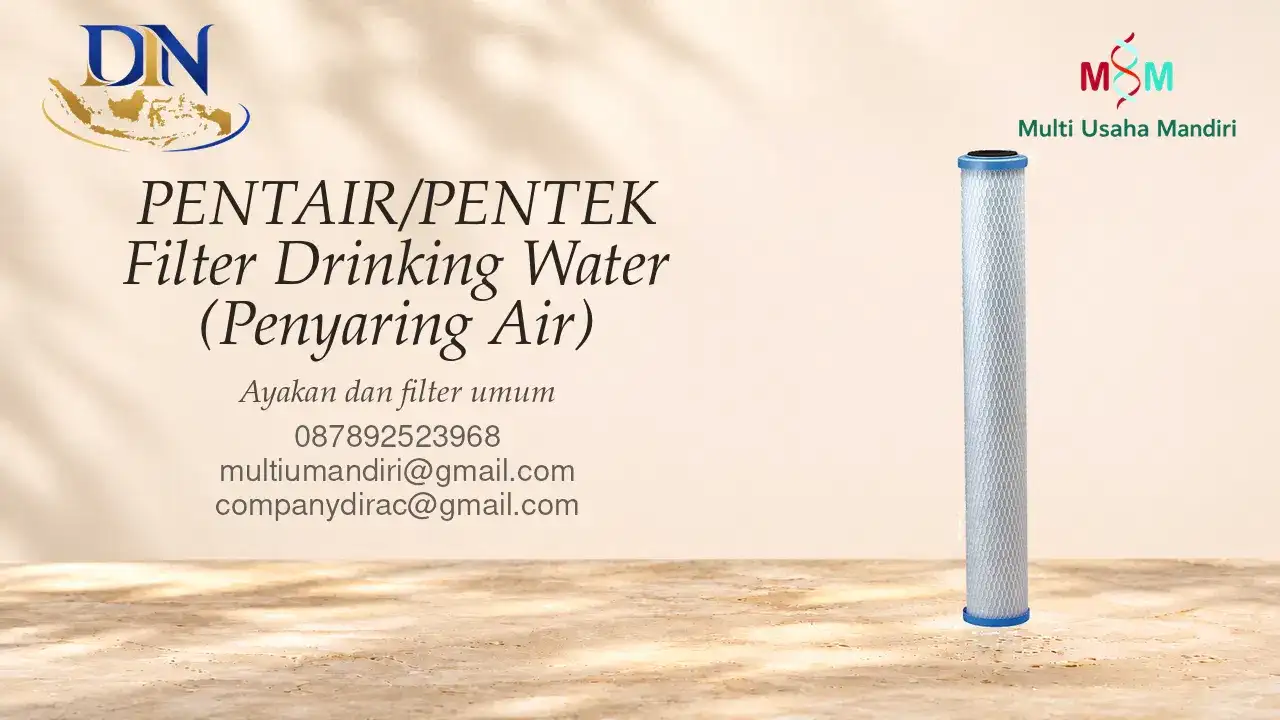 DIN
MSM
Multi Usaha Mandiri
PENTAIR/PENTEK
Filter Drinking Water
(Penyaring Air)
Ayakan dan filter umum
087892523968
multiumandiri@gmail.com
companydirac@gmail.com